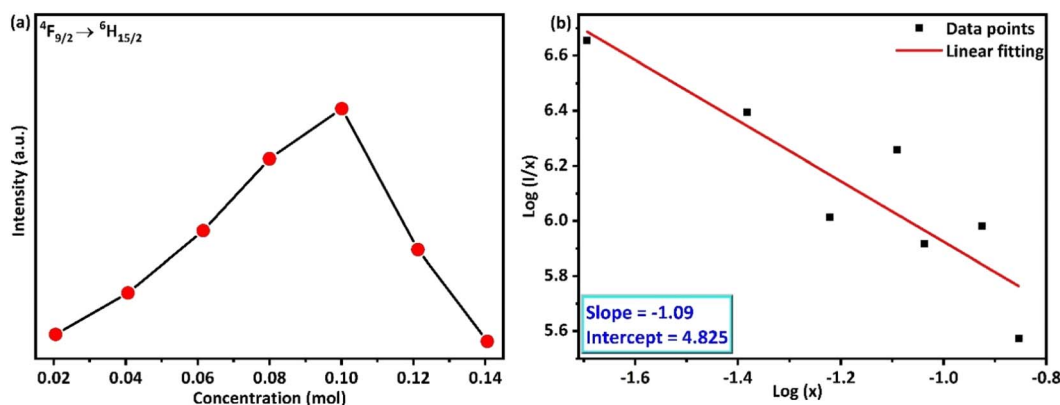 (a)
⁴F₉/₂ → ⁶H₁₅/₂
Intensity (a.u.)
0.02 0.04 0.06 0.08 0.10 0.12 0.14
Concentration (mol)
(b)
Data points
Linear fitting
Log (I/x)
6.6
6.4
6.2
6.0
5.8
5.6
Slope = -1.09
Intercept = 4.825
-1.6 -1.4 -1.2 -1.0 -0.8
Log (x)